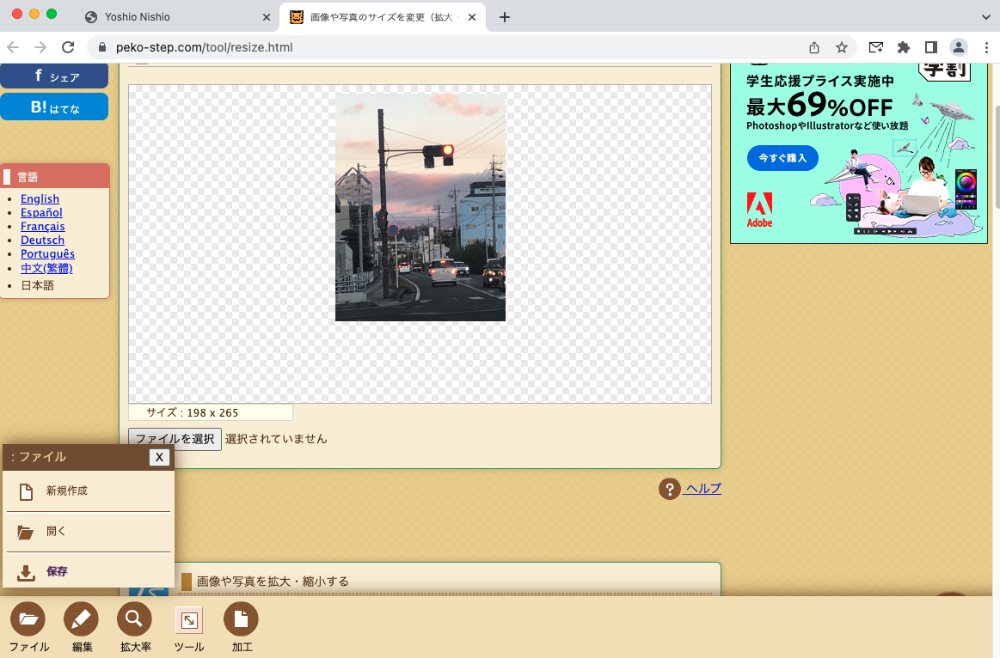 Yoshio Nishio
画像や写真のサイズを変更（拡大・
peko-step.com/tool/resize.html
f シェア
B! はてな
言語
English
Español
Français
Deutsch
Português
中文(繁體)
日本語
サイズ : 198 x 265
ファイルを選択 選択されていません
: ファイル X
新規作成
開く
保存
? ヘルプ
画像や写真を拡大・縮小する
ファイル
編集
拡大率
ツール
加工
学割
学生応援プライス実施中
最大69%OFF
PhotoshopやIllustratorなど使い放題
今すぐ購入
Adobe